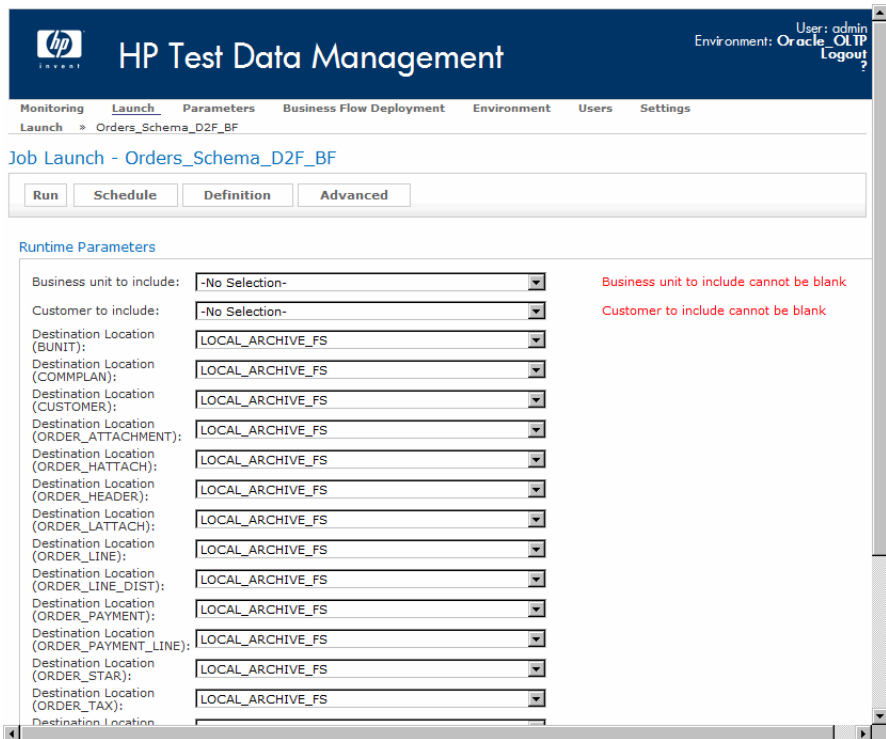 hp
invent
HP Test Data Management
User: admin
Environment: Oracle_OLTP
Logout
?
Monitoring Launch Parameters Business Flow Deployment Environment Users Settings
Launch » Orders_Schema_D2F_BF
Job Launch - Orders_Schema_D2F_BF
Run Schedule Definition Advanced
Runtime Parameters
Business unit to include: -No Selection- Business unit to include cannot be blank
Customer to include: -No Selection- Customer to include cannot be blank
Destination Location
(BUNIT): LOCAL_ARCHIVE_FS
Destination Location
(COMMPLAN): LOCAL_ARCHIVE_FS
Destination Location
(CUSTOMER): LOCAL_ARCHIVE_FS
Destination Location
(ORDER_ATTACHMENT): LOCAL_ARCHIVE_FS
Destination Location
(ORDER_HATTACH): LOCAL_ARCHIVE_FS
Destination Location
(ORDER_HEADER): LOCAL_ARCHIVE_FS
Destination Location
(ORDER_LATTACH): LOCAL_ARCHIVE_FS
Destination Location
(ORDER_LINE): LOCAL_ARCHIVE_FS
Destination Location
(ORDER_LINE_DIST): LOCAL_ARCHIVE_FS
Destination Location
(ORDER_PAYMENT): LOCAL_ARCHIVE_FS
Destination Location
(ORDER_PAYMENT_LINE): LOCAL_ARCHIVE_FS
Destination Location
(ORDER_STAR): LOCAL_ARCHIVE_FS
Destination Location
(ORDER_TAX): LOCAL_ARCHIVE_FS
Destination Location